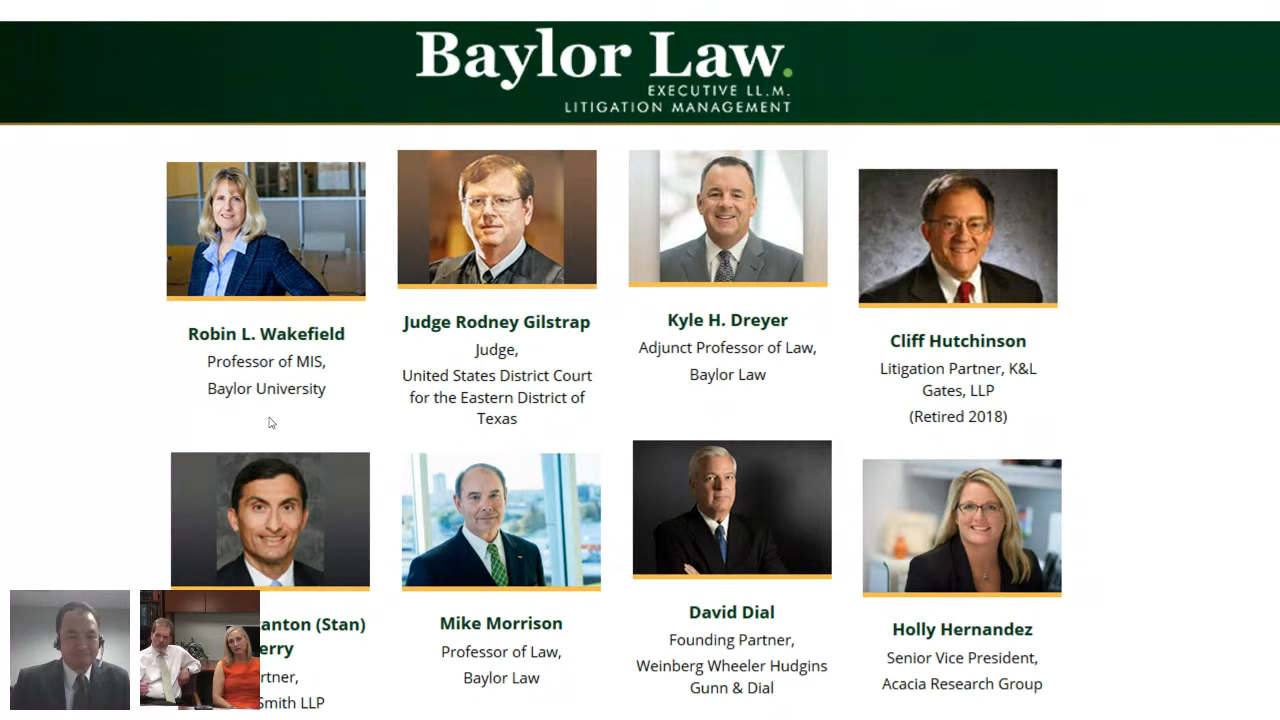 Baylor Law.
EXECUTIVE LL.M.
LITIGATION MANAGEMENT
Robin L. Wakefield
Professor of MIS,
Baylor University
Judge Rodney Gilstrap
Judge,
United States District Court
for the Eastern District of
Texas
Kyle H. Dreyer
Adjunct Professor of Law,
Baylor Law
Cliff Hutchinson
Litigation Partner, K&L
Gates, LLP
(Retired 2018)
anton (Stan)
erry
rtner,
Smith LLP
Mike Morrison
Professor of Law,
Baylor Law
David Dial
Founding Partner,
Weinberg Wheeler Hudgins
Gunn & Dial
Holly Hernandez
Senior Vice President,
Acacia Research Group